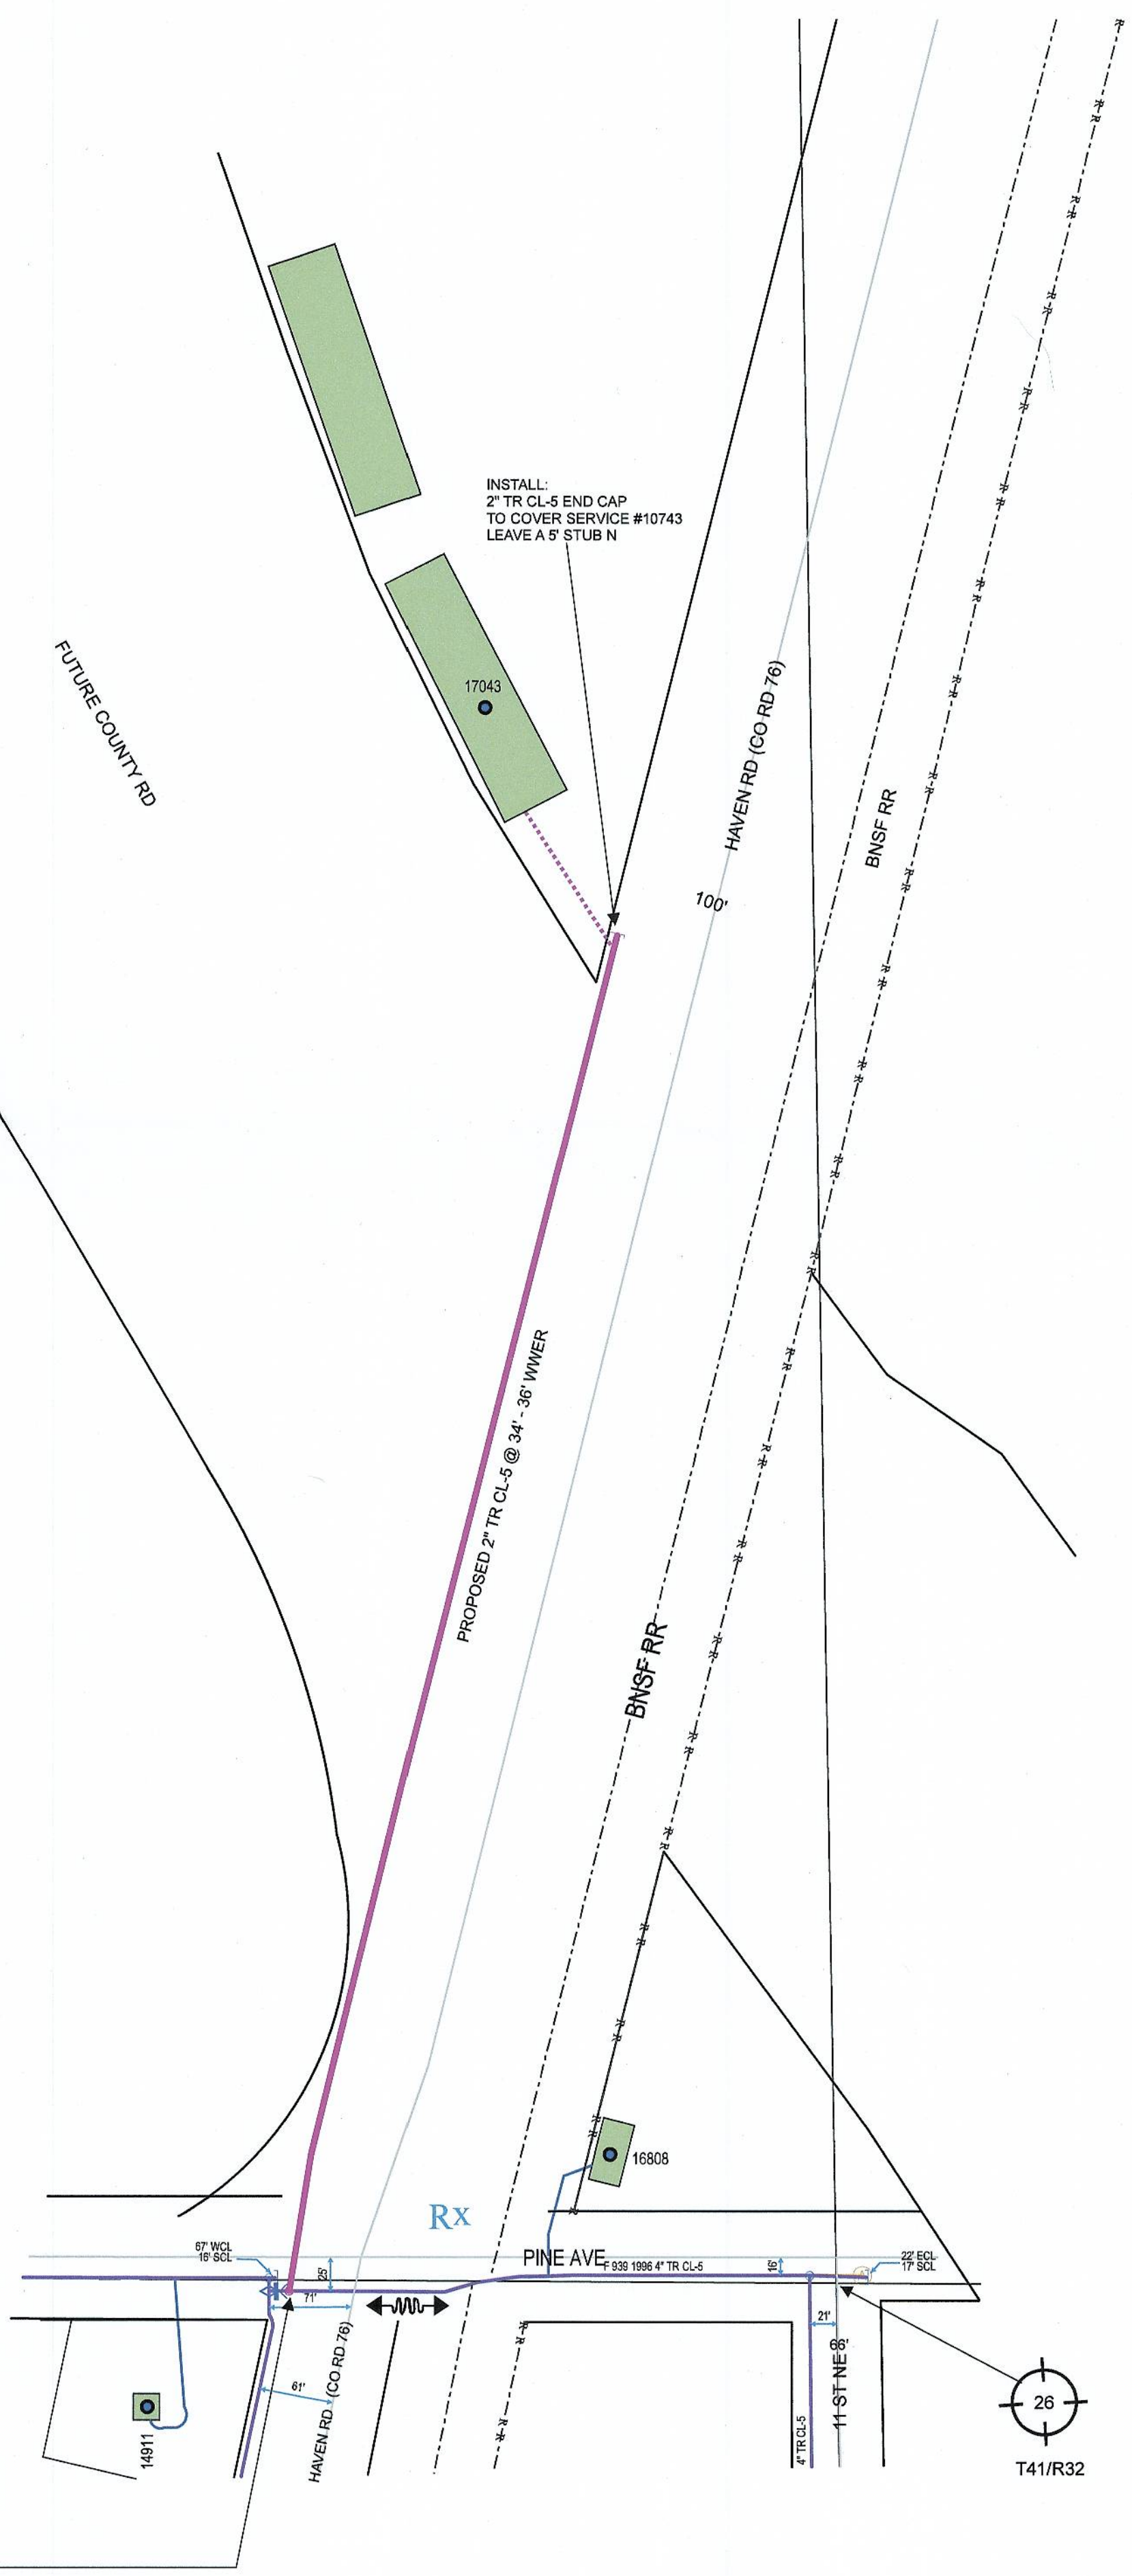 INSTALL:
2" TR CL-5 END CAP
TO COVER SERVICE #10743
LEAVE A 5' STUB N
FUTURE COUNTY RD
17043
HAVEN RD (CO RD 76)
BNSF RR
100'
PROPOSED 2" TR CL-5 @ 34' - 36' WWER
BNSF RR
16808
Rx
67' WCL
16' SCL
25'
PINE AVE
F 939 1996 4" TR CL-5
16'
22' ECL
17' SCL
71'
21'
66'
61'
HAVEN RD (CO RD 76)
11 ST NE
4" TR CL-5
14911
26
T41/R32